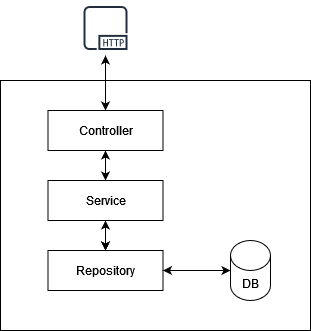 HTTP
Controller
Service
Repository
DB